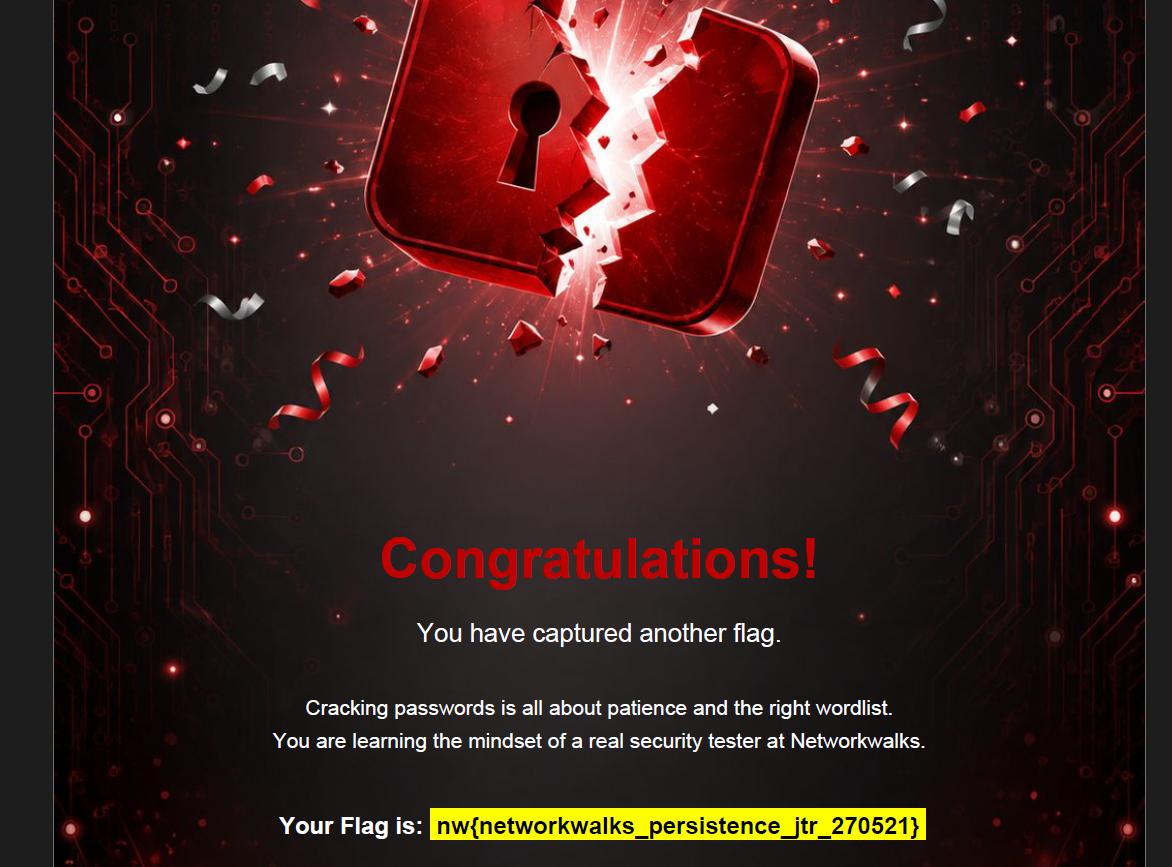 Congratulations!
You have captured another flag.
Cracking passwords is all about patience and the right wordlist.
You are learning the mindset of a real security tester at Networkwalks.
Your Flag is: nw{networkwalks_persistence_jtr_270521}